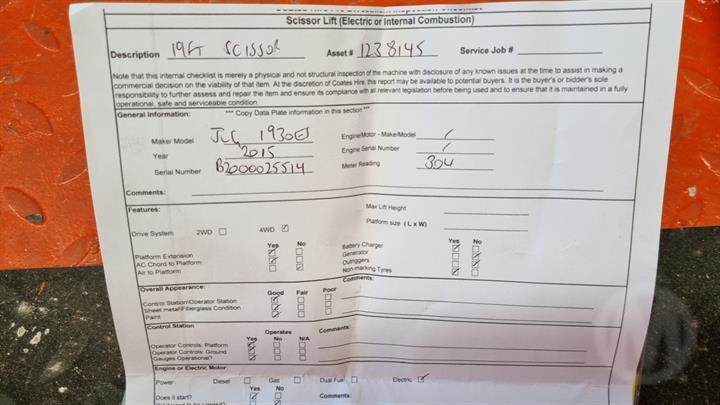 Scissor Lift (Electric or Internal Combustion)
Description 19FT SCISSOR Asset # 1238145 Service Job #
Note that this internal checklist is merely a physical and not structural inspection of the machine with disclosure of any known issues at the time to assist in making a
commercial decision on the viability of that item. At the discretion of Coates Hire, this report may be available to potential buyers. It is the buyer's or bidder's sole
responsibility to further assess and repair the item and ensure its compliance with all relevant legislation before being used and to ensure that it is maintained in a fully
operational, safe and serviceable condition.
General Information: *** Copy Data Plate information in this section ***
Make/ Model JLG 1930ES Engine/Motor - Make/Model /
Year 2015 Engine Serial Number /
Serial Number B2000025514 Meter Reading 304
Comments:
Features: Max Lift Height
Drive System 2WD 4WD Platform size ( L x W)
Yes No Yes No
Platform Extension Battery Charger
AC Chord to Platform Generator
Air to Platform Outriggers
Non-marking Tyres
Overall Appearance: Good Fair Poor Comments:
Control Station/Operator Station
Sheet metal/Fiberglass Condition
Paint
Control Station Operates Comments:
Yes No N/A
Operator Controls: Platform
Operator Controls: Ground
Gauges Operational?
Engine or Electric Motor:
Power: Diesel Gas Dual Fuel Electric
Yes No
Does it start? Comments: